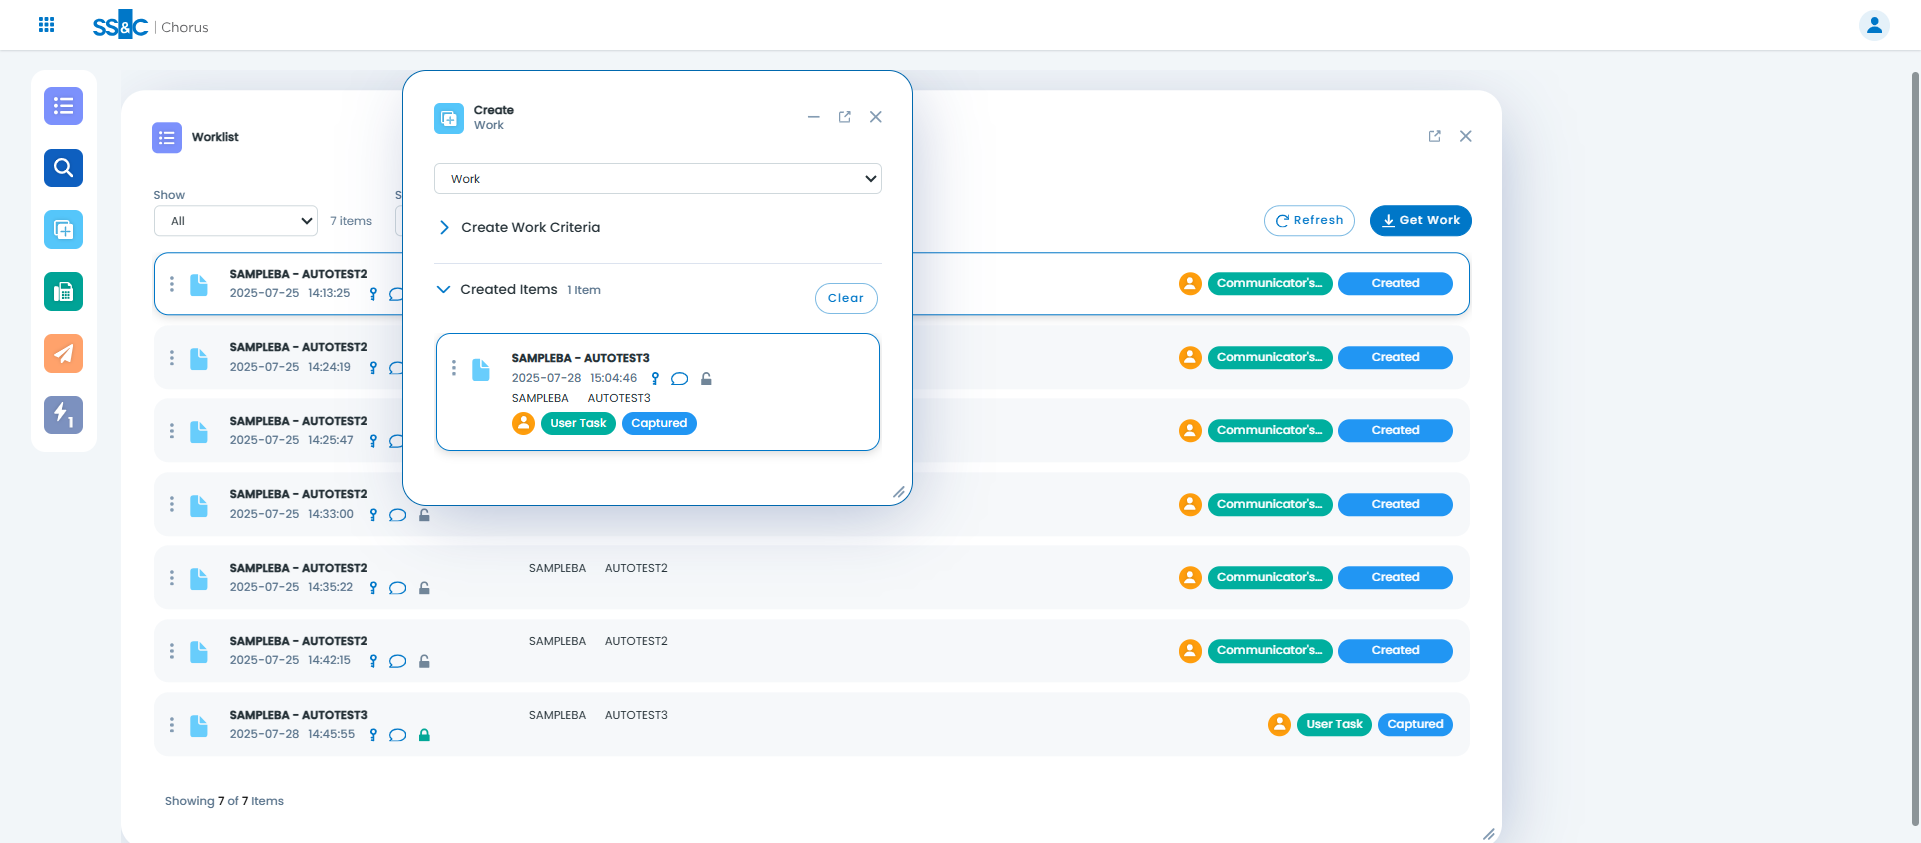 SS&C | Chorus
Worklist
Show
S
All
7 items
Refresh
Get Work
SAMPLEBA - AUTOTEST2
2025-07-25 14:13:25
Communicator's...
Created
SAMPLEBA - AUTOTEST2
2025-07-25 14:24:19
Communicator's...
Created
SAMPLEBA - AUTOTEST2
2025-07-25 14:25:47
Communicator's...
Created
SAMPLEBA - AUTOTEST2
2025-07-25 14:33:00
Communicator's...
Created
SAMPLEBA - AUTOTEST2
2025-07-25 14:35:22
SAMPLEBA AUTOTEST2
Communicator's...
Created
SAMPLEBA - AUTOTEST2
2025-07-25 14:42:15
SAMPLEBA AUTOTEST2
Communicator's...
Created
SAMPLEBA - AUTOTEST3
2025-07-28 14:45:55
SAMPLEBA AUTOTEST3
User Task
Captured
Showing 7 of 7 Items
Create
Work
Work
Create Work Criteria
Created Items 1 Item
Clear
SAMPLEBA - AUTOTEST3
2025-07-28 15:04:46
SAMPLEBA AUTOTEST3
User Task
Captured
1